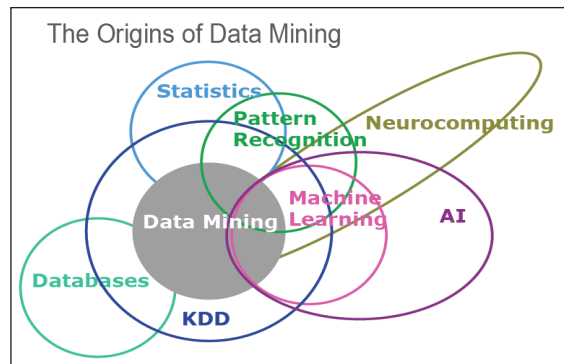 The Origins of Data Mining
Statistics
Pattern
Recognition
Neurocomputing
Machine
Learning
Data Mining
AI
Databases
KDD